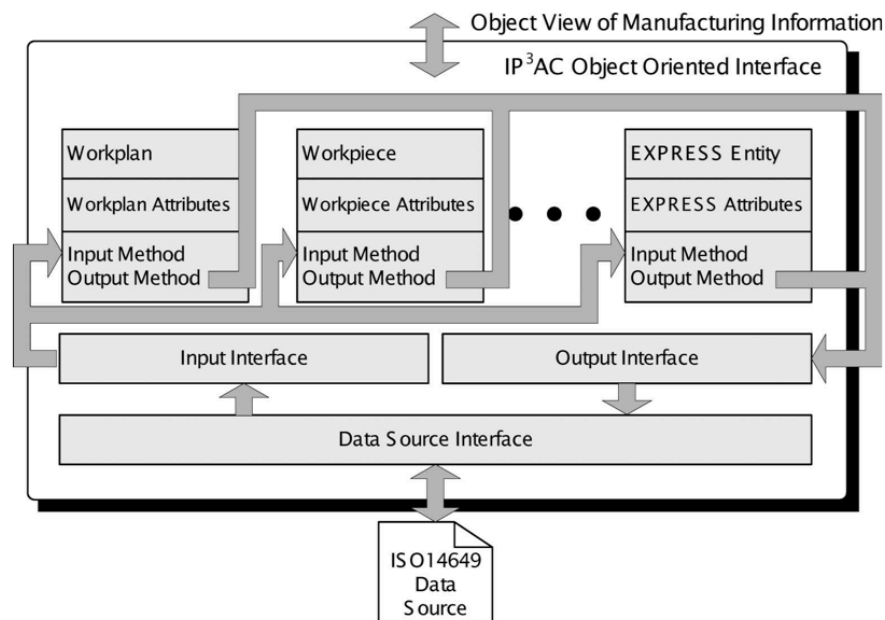 Object View of Manufacturing Information
IP³AC Object Oriented Interface
Workplan
Workplan Attributes
Input Method
Output Method
Workpiece
Workpiece Attributes
Input Method
Output Method
EXPRESS Entity
EXPRESS Attributes
Input Method
Output Method
Input Interface
Output Interface
Data Source Interface
ISO14649
Data
Source